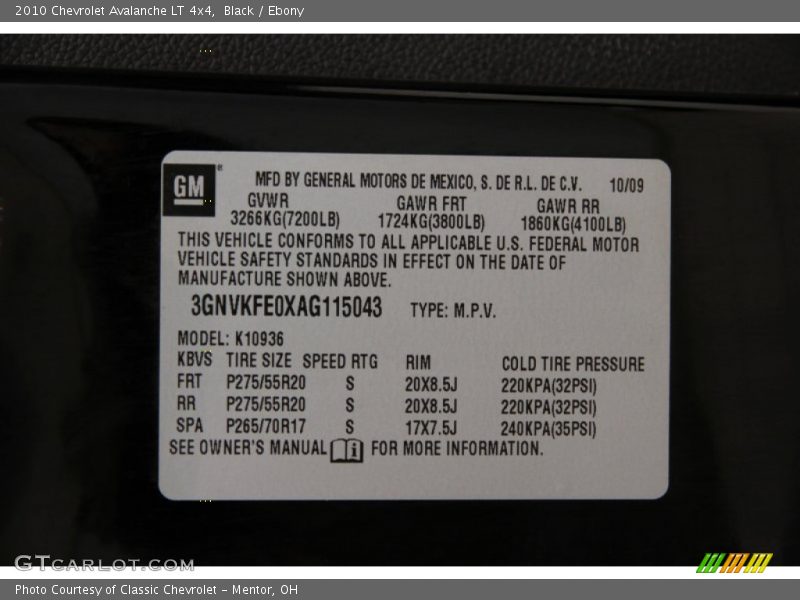 2010 Chevrolet Avalanche LT 4x4, Black / Ebony
GM ®
MFD BY GENERAL MOTORS DE MEXICO, S. DE R.L. DE C.V. 10/09
GVWR GAWR FRT GAWR RR
3266KG(7200LB) 1724KG(3800LB) 1860KG(4100LB)
THIS VEHICLE CONFORMS TO ALL APPLICABLE U.S. FEDERAL MOTOR
VEHICLE SAFETY STANDARDS IN EFFECT ON THE DATE OF
MANUFACTURE SHOWN ABOVE.
3GNVKFE0XAG115043 TYPE: M.P.V.
MODEL: K10936
KBVS TIRE SIZE SPEED RTG RIM COLD TIRE PRESSURE
FRT P275/55R20 S 20X8.5J 220KPA(32PSI)
RR P275/55R20 S 20X8.5J 220KPA(32PSI)
SPA P265/70R17 S 17X7.5J 240KPA(35PSI)
SEE OWNER'S MANUAL i FOR MORE INFORMATION.
GTCARLOT.COM
Photo Courtesy of Classic Chevrolet - Mentor, OH